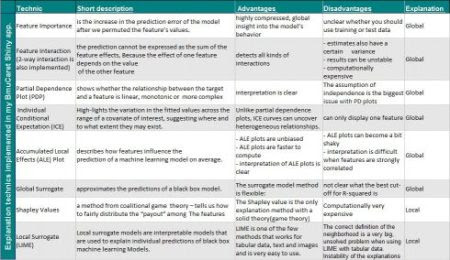 Explanation technics implemented in my BmuCaret Shiny app.
Technic Short description Advantages Disadvantages Explanation
Feature Importance
is the increase in the prediction error of the model
after we permuted the feature's values.
highly compressed, global
insight into the model's
behavior
unclear whether you should
use training or test data
Global
Feature Interaction
(2-way interaction is
also implemented)
the prediction cannot be expressed as the sum of the
feature effects, Because the effect of one feature
depends on the value
of the other feature
detects all kinds of
interactions
- estimates also have a
certain variance
- results can be unstable
- computationally
expensive
Global
Partial Dependence
Plot (PDP)
shows whether the relationship between the target
and a feature is linear, monotonic or more complex
interpretation is clear
The assumption of
independence is the biggest
issue with PD plots
Global
Individual
Conditional
Expectation (ICE)
High-lights the variation in the fitted values across the
range of a covariate of interest, suggesting where and
to what extent they may exist.
Unlike partial dependence
plots, ICE curves can uncover
heterogeneous relationships.
can only display one feature
Global
Accumulated Local
Effects (ALE) Plot
describes how features influence the
prediction of a machine learning model on average.
- ALE plots are unbiased
- ALE plots are faster to
compute
- interpretation of ALE plots is
clear
- ALE plots can become a bit
shaky
- interpretation is difficult
when features are strongly
correlated
Global
Global Surrogate
approximates the predictions of a black box model.
The surrogate model method
is flexible:
not clear what the best cut-
off for R-squared is
Global
Shapley Values
a method from coalitional game theory – tells us how
to fairly distribute the "payout" among The features
The Shapley value is the only
explanation method with a
solid theory[game theory]
Computationally very
expensive
Local
Local Surrogate
(LIME)
Local surrogate models are interpretable models that
are used to explain individual predictions of black box
machine learning Models.
LIME is one of the few
methods that works for
tabular data, text and images
and is very easy to use.
The correct definition of the
neighborhood is a very big,
unsolved problem when using
LIME with tabular data.
Instability of the explanations
Local